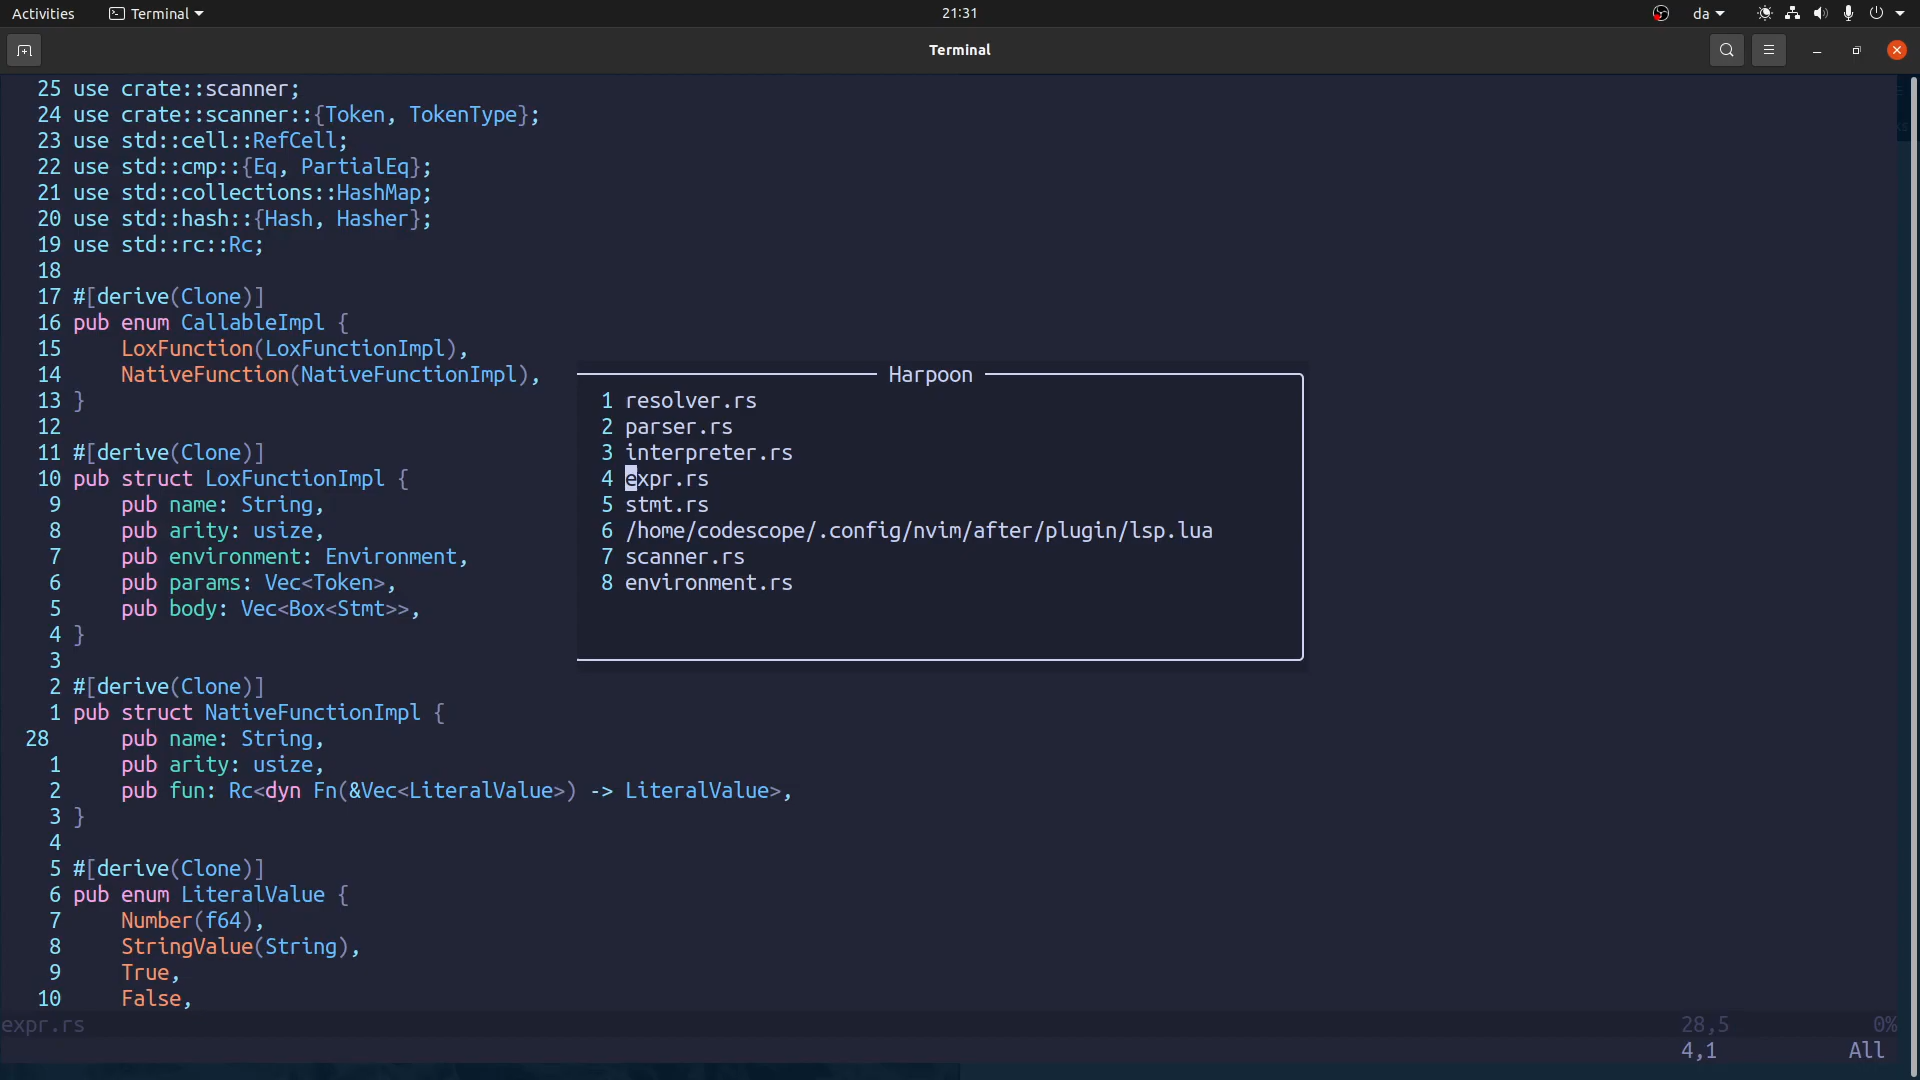 Activities
Terminal
21:31
da
Terminal
25 use crate::scanner;
24 use crate::scanner::{Token, TokenType};
23 use std::cell::RefCell;
22 use std::cmp::{Eq, PartialEq};
21 use std::collections::HashMap;
20 use std::hash::{Hash, Hasher};
19 use std::rc::Rc;
18
17 #[derive(Clone)]
16 pub enum CallableImpl {
15     LoxFunction(LoxFunctionImpl),
14     NativeFunction(NativeFunctionImpl),
13 }
12
11 #[derive(Clone)]
10 pub struct LoxFunctionImpl {
9     pub name: String,
8     pub arity: usize,
7     pub environment: Environment,
6     pub params: Vec<Token>,
5     pub body: Vec<Box<Stmt>>,
4 }
3
2 #[derive(Clone)]
1 pub struct NativeFunctionImpl {
28     pub name: String,
1     pub arity: usize,
2     pub fun: Rc<dyn Fn(&Vec<LiteralValue>) -> LiteralValue>,
3 }
4
5 #[derive(Clone)]
6 pub enum LiteralValue {
7     Number(f64),
8     StringValue(String),
9     True,
10     False,
Harpoon
1 resolver.rs
2 parser.rs
3 interpreter.rs
4 expr.rs
5 stmt.rs
6 /home/codescope/.config/nvim/after/plugin/lsp.lua
7 scanner.rs
8 environment.rs
expr.rs 28,5 0%
4,1 All